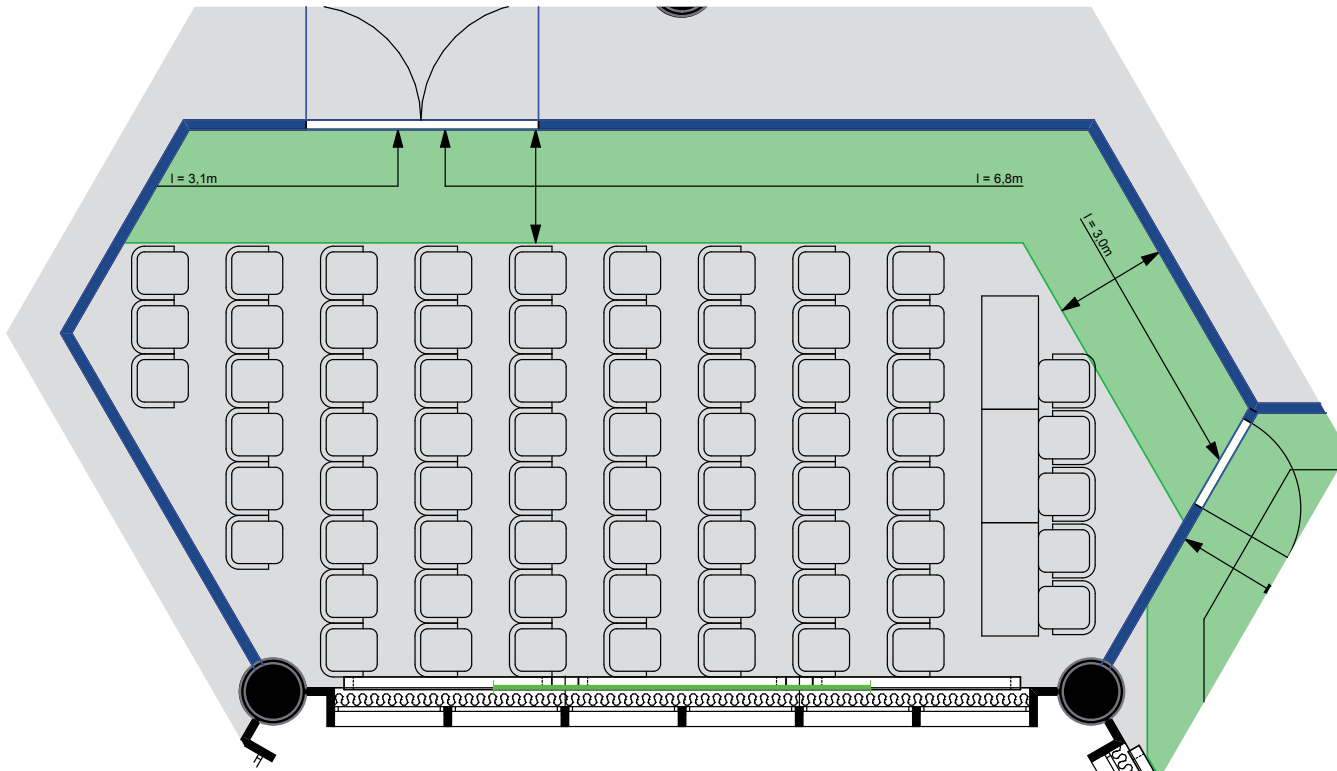 l = 3,1m
l = 6,8m
l = 3,0m